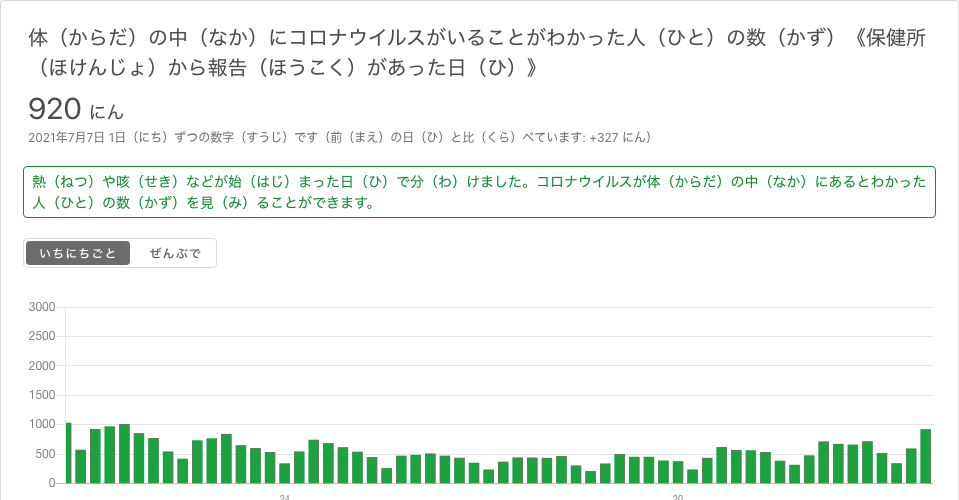 体（からだ）の中（なか）にコロナウイルスがいることがわかった人（ひと）の数（かず）《保健所
（ほけんじょ）から報告（ほうこく）があった日（ひ）》
920 にん
2021年7月7日 1日（にち）ずつの数字（すうじ）です（前（まえ）の日（ひ）と比（くら）べています: +327 にん）
熱（ねつ）や咳（せき）などが始（はじ）まった日（ひ）で分（わ）けました。コロナウイルスが体（からだ）の中（なか）にあるとわかった
人（ひと）の数（かず）を見（み）ることができます。
いちにちごと ぜんぶで
3000
2500
2000
1500
1000
500
0
24 20